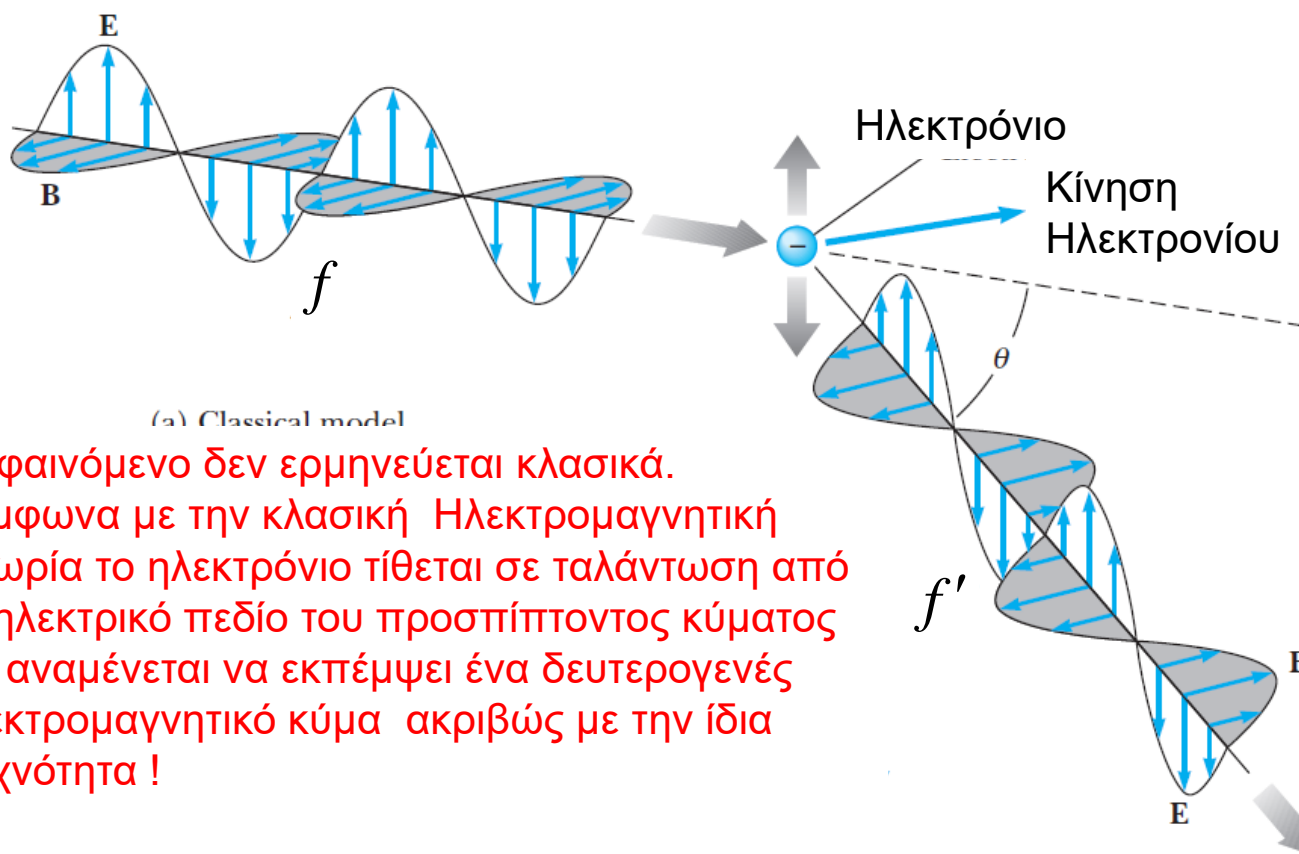 E
B
f
Ηλεκτρόνιο
Κίνηση
Ηλεκτρονίου
−
θ
(a) Classical model
φαινόμενο δεν ερμηνεύεται κλασικά.
μφωνα με την κλασική Ηλεκτρομαγνητική
ωρία το ηλεκτρόνιο τίθεται σε ταλάντωση από
ηλεκτρικό πεδίο του προσπίπτοντος κύματος
αναμένεται να εκπέμψει ένα δευτερογενές
εκτρομαγνητικό κύμα ακριβώς με την ίδια
χνότητα !
f′
E